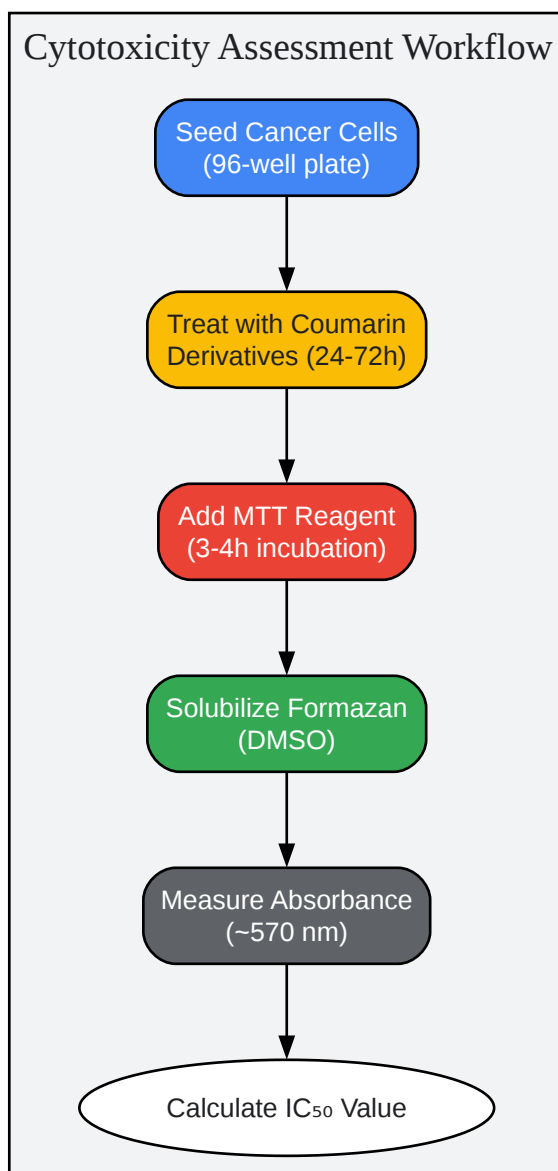 Cytotoxicity Assessment Workflow
Seed Cancer Cells
(96-well plate)
Treat with Coumarin
Derivatives (24-72h)
Add MTT Reagent
(3-4h incubation)
Solubilize Formazan
(DMSO)
Measure Absorbance
(~570 nm)
Calculate IC₅₀ Value